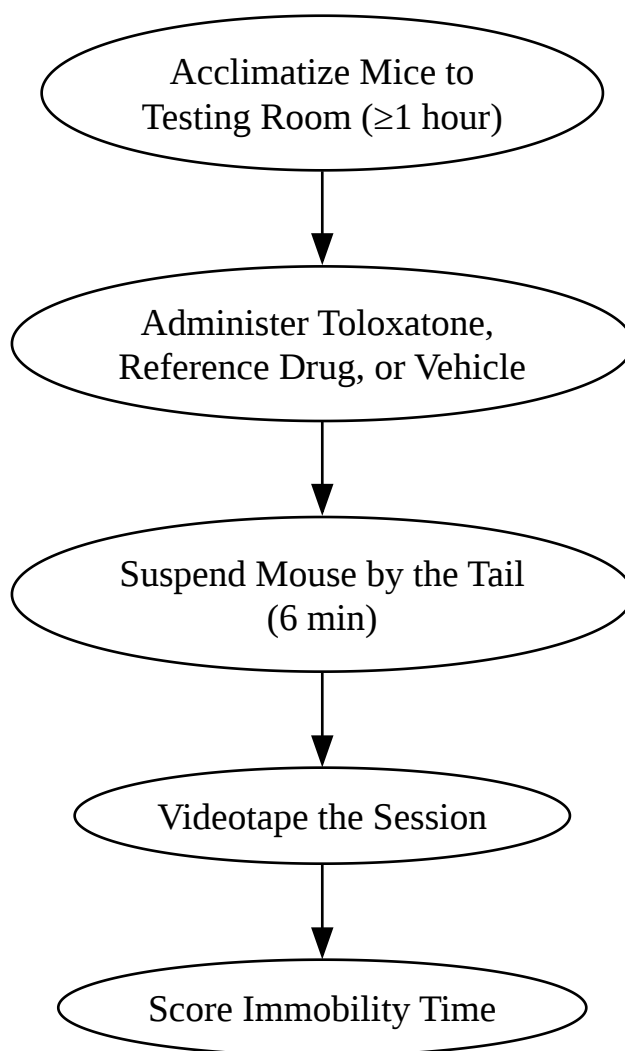 Acclimatize Mice to
Testing Room (≥1 hour)
Administer Toloxatone,
Reference Drug, or Vehicle
Suspend Mouse by the Tail
(6 min)
Videotape the Session
Score Immobility Time